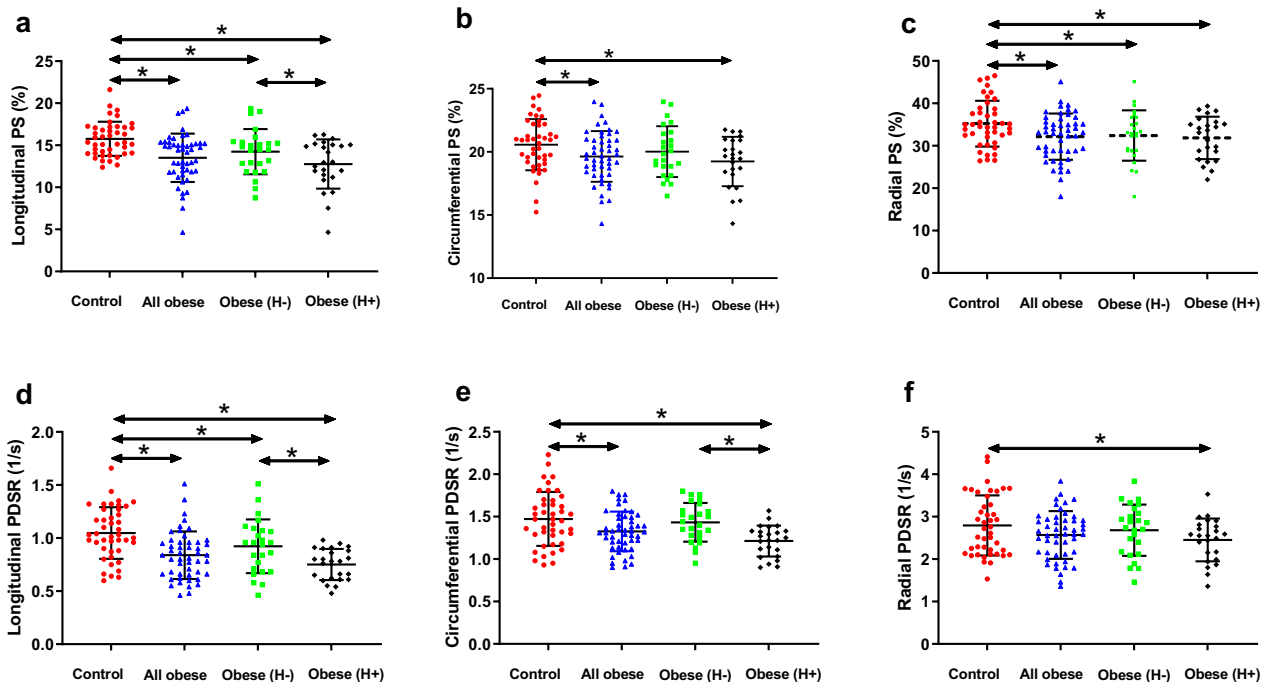 a
*
*
*
*
Longitudinal PS (%)
25
20
15
10
5
0
Control All obese Obese (H-) Obese (H+)
b
*
*
Circumferential PS (%)
25
20
15
10
Control All obese Obese (H-) Obese (H+)
c
*
*
*
Radial PS (%)
50
40
30
20
10
0
Control All obese Obese (H-) Obese (H+)
d
*
*
*
*
Longitudinal PDSR (1/s)
2.0
1.5
1.0
0.5
0.0
Control All obese Obese (H-) Obese (H+)
e
*
*
*
Circumferential PDSR (1/s)
2.5
2.0
1.5
1.0
0.5
0.0
Control All obese Obese (H-) Obese (H+)
f
*
Radial PDSR (1/s)
5
4
3
2
1
0
Control All obese Obese (H-) Obese (H+)